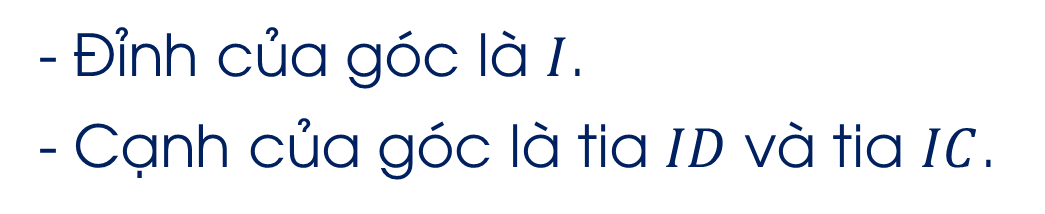 - Đỉnh của góc là I.
- Cạnh của góc là tia ID và tia IC.